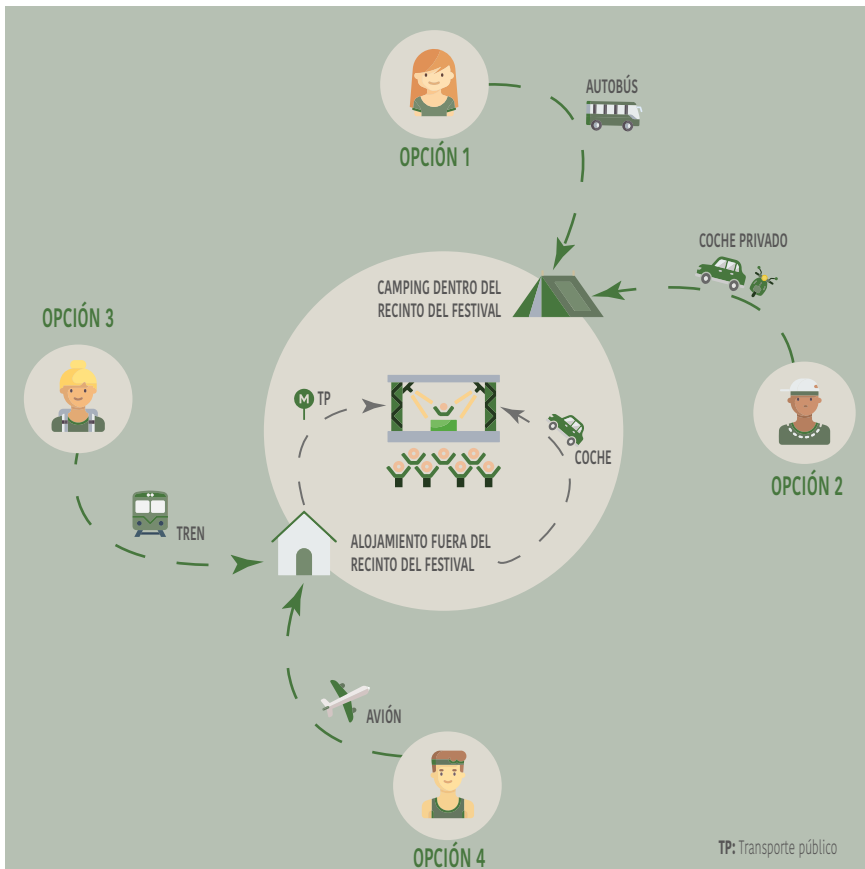 OPCIÓN 1
AUTOBÚS
COCHE PRIVADO
CAMPING DENTRO DEL
RECINTO DEL FESTIVAL
OPCIÓN 3
M TP
COCHE
OPCIÓN 2
TREN
ALOJAMIENTO FUERA DEL
RECINTO DEL FESTIVAL
AVIÓN
OPCIÓN 4
TP: Transporte público